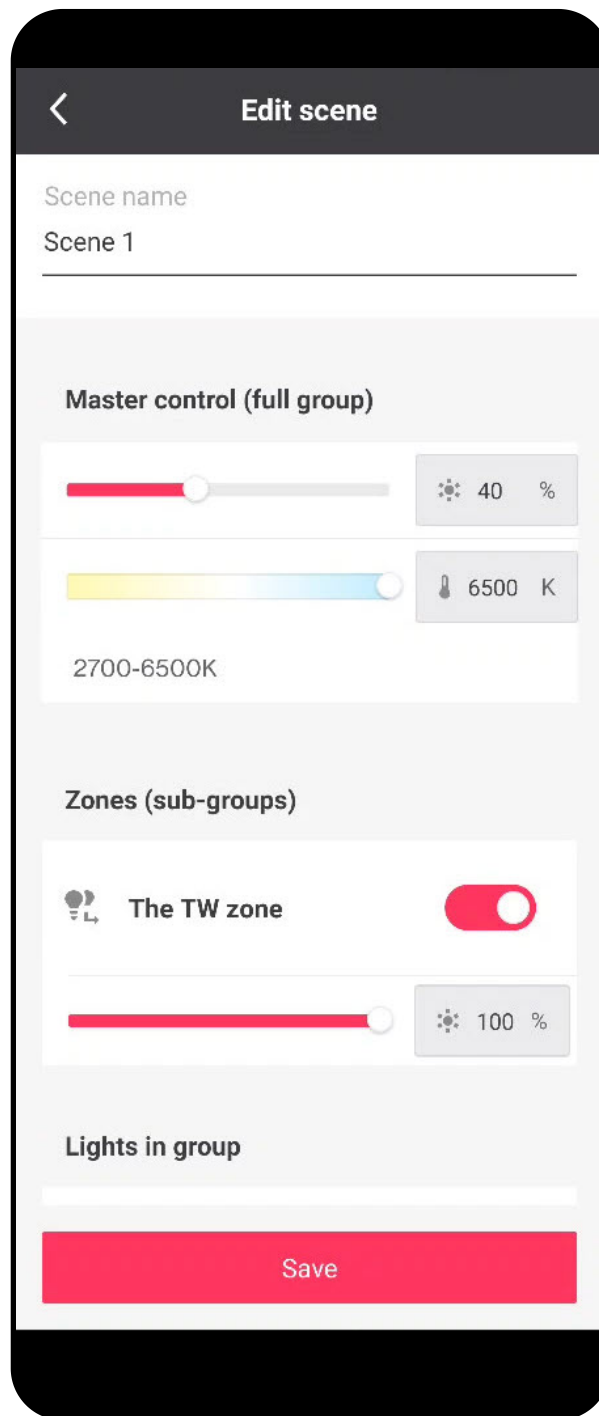 Edit scene
Scene name
Scene 1
Master control (full group)
40 %
6500 K
2700-6500K
Zones (sub-groups)
The TW zone
100 %
Lights in group
Save